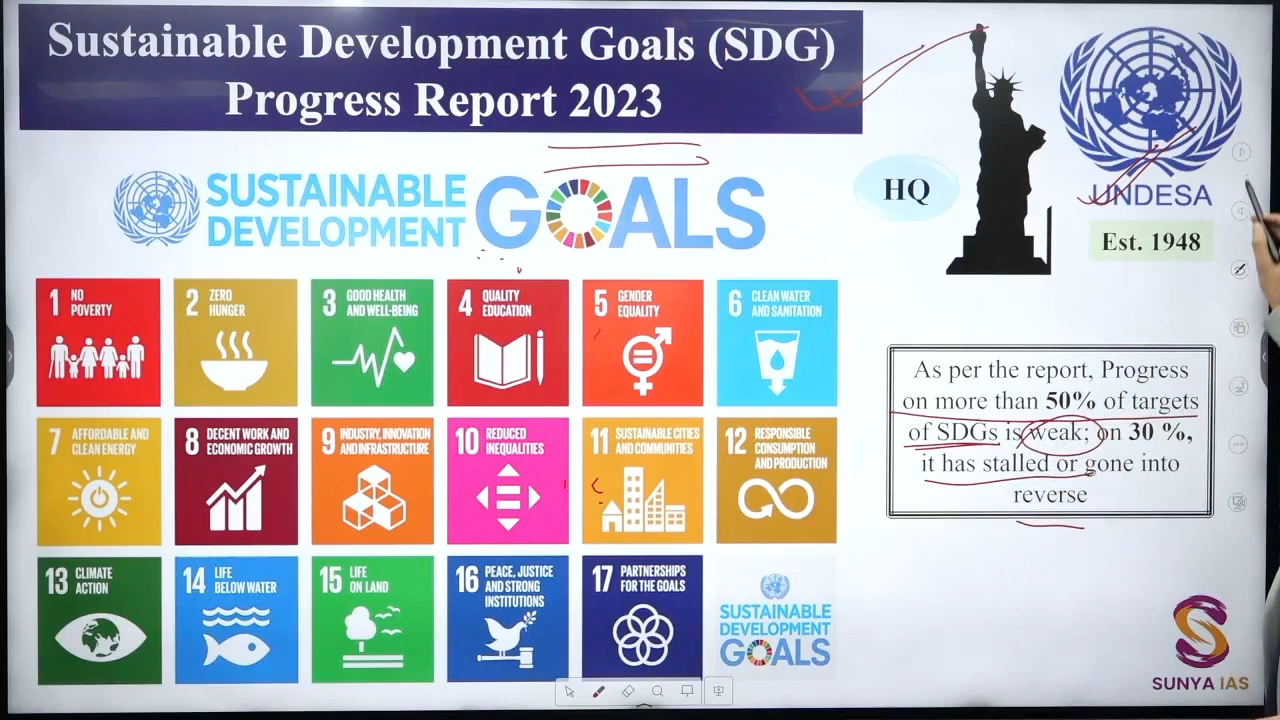 Sustainable Development Goals (SDG)
Progress Report 2023
SUSTAINABLE
DEVELOPMENT
GOALS
HQ
UNDESA
Est. 1948
1 NO
POVERTY
2 ZERO
HUNGER
3 GOOD HEALTH
AND WELL-BEING
4 QUALITY
EDUCATION
5 GENDER
EQUALITY
6 CLEAN WATER
AND SANITATION
7 AFFORDABLE AND
CLEAN ENERGY
8 DECENT WORK AND
ECONOMIC GROWTH
9 INDUSTRY, INNOVATION
AND INFRASTRUCTURE
10 REDUCED
INEQUALITIES
11 SUSTAINABLE CITIES
AND COMMUNITIES
12 RESPONSIBLE
CONSUMPTION
AND PRODUCTION
13 CLIMATE
ACTION
14 LIFE
BELOW WATER
15 LIFE
ON LAND
16 PEACE, JUSTICE
AND STRONG
INSTITUTIONS
17 PARTNERSHIPS
FOR THE GOALS
SUSTAINABLE
DEVELOPMENT
GOALS
As per the report, Progress
on more than 50% of targets
of SDGs is weak; on 30 %,
it has stalled or gone into
reverse
SUNYA IAS